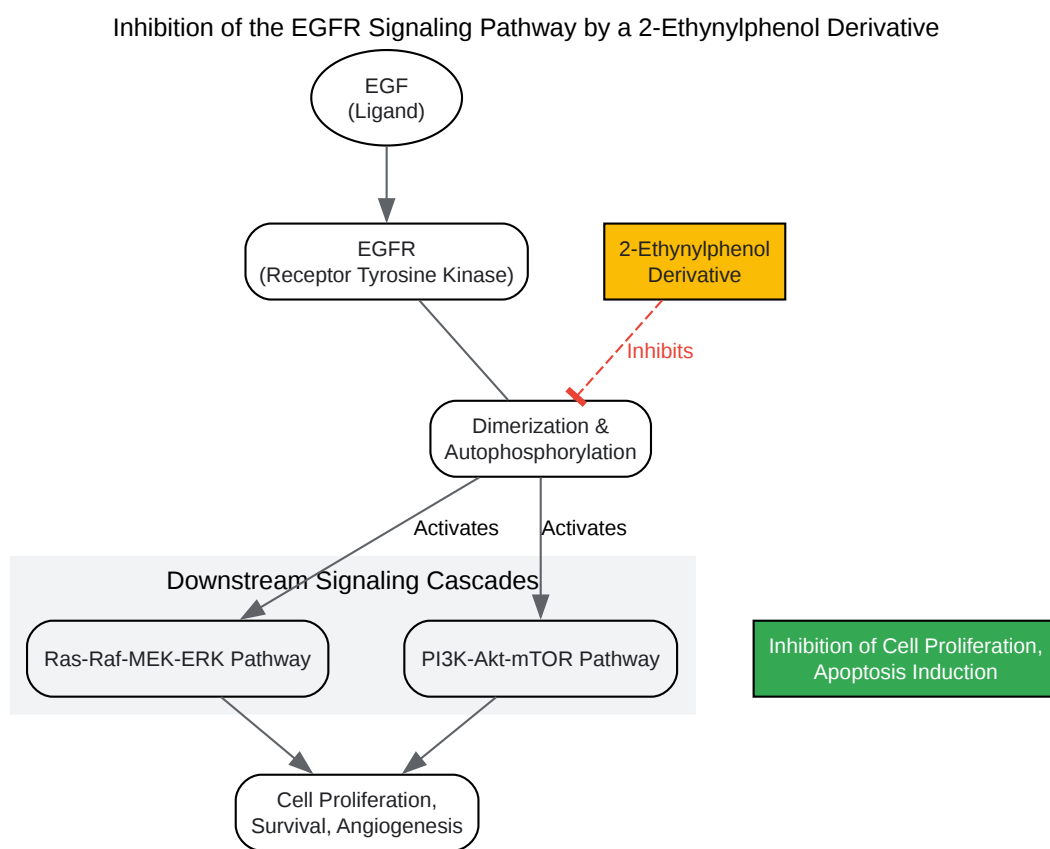 Inhibition of the EGFR Signaling Pathway by a 2-Ethynylphenol Derivative
EGF
(Ligand)
EGFR
(Receptor Tyrosine Kinase)
2-Ethynylphenol
Derivative
Inhibits
Dimerization &
Autophosphorylation
Activates
Activates
Downstream Signaling Cascades
Ras-Raf-MEK-ERK Pathway
PI3K-Akt-mTOR Pathway
Inhibition of Cell Proliferation,
Apoptosis Induction
Cell Proliferation,
Survival, Angiogenesis